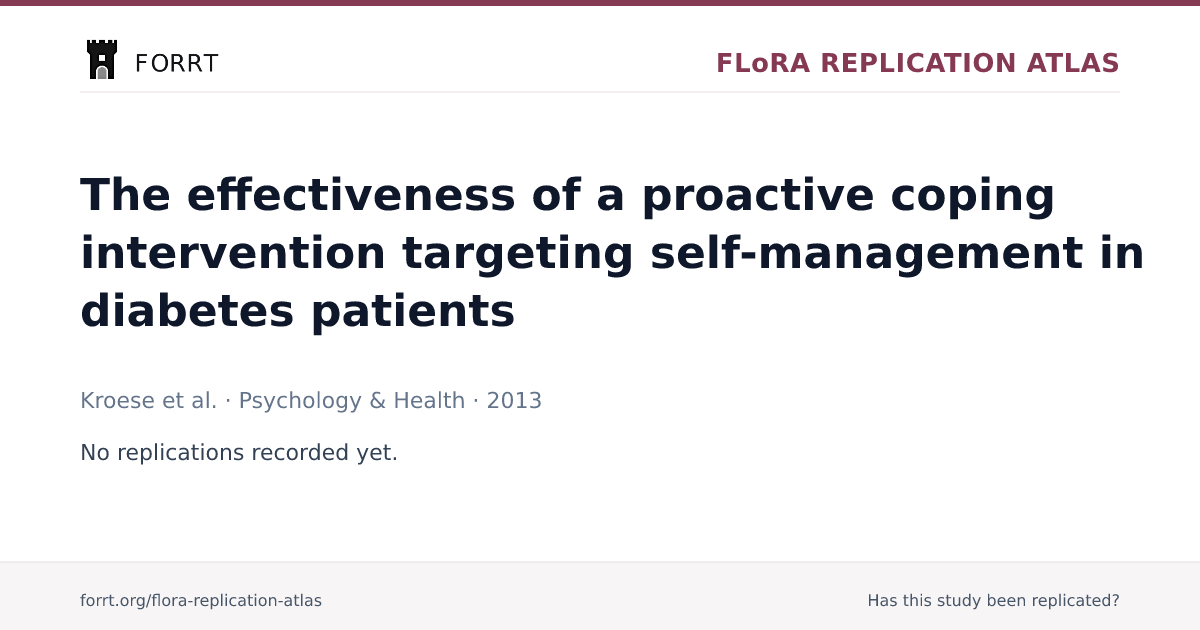 FORRT
FLoRA REPLICATION ATLAS
The effectiveness of a proactive coping
intervention targeting self-management in
diabetes patients
Kroese et al. · Psychology & Health · 2013
No replications recorded yet.
forrt.org/flora-replication-atlas
Has this study been replicated?